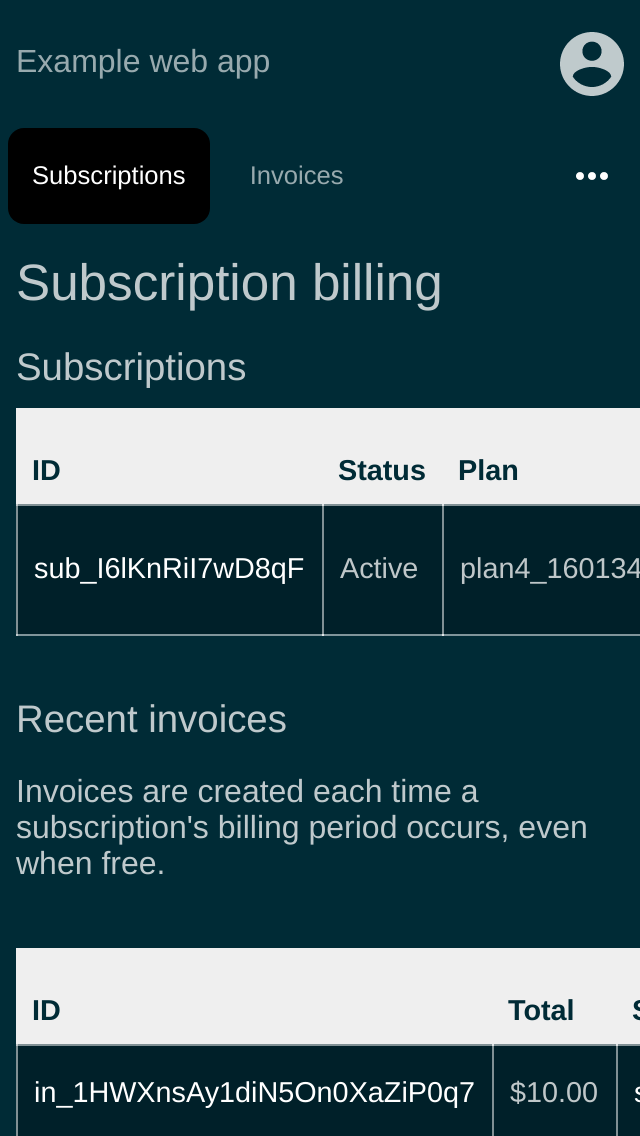 Example web app
Subscriptions Invoices
Subscription billing
Subscriptions
ID Status Plan
sub_I6lKnRiI7wD8qF Active plan4_160134
Recent invoices
Invoices are created each time a
subscription's billing period occurs, even
when free.
ID Total
in_1HWXnsAy1diN5On0XaZiP0q7 $10.00